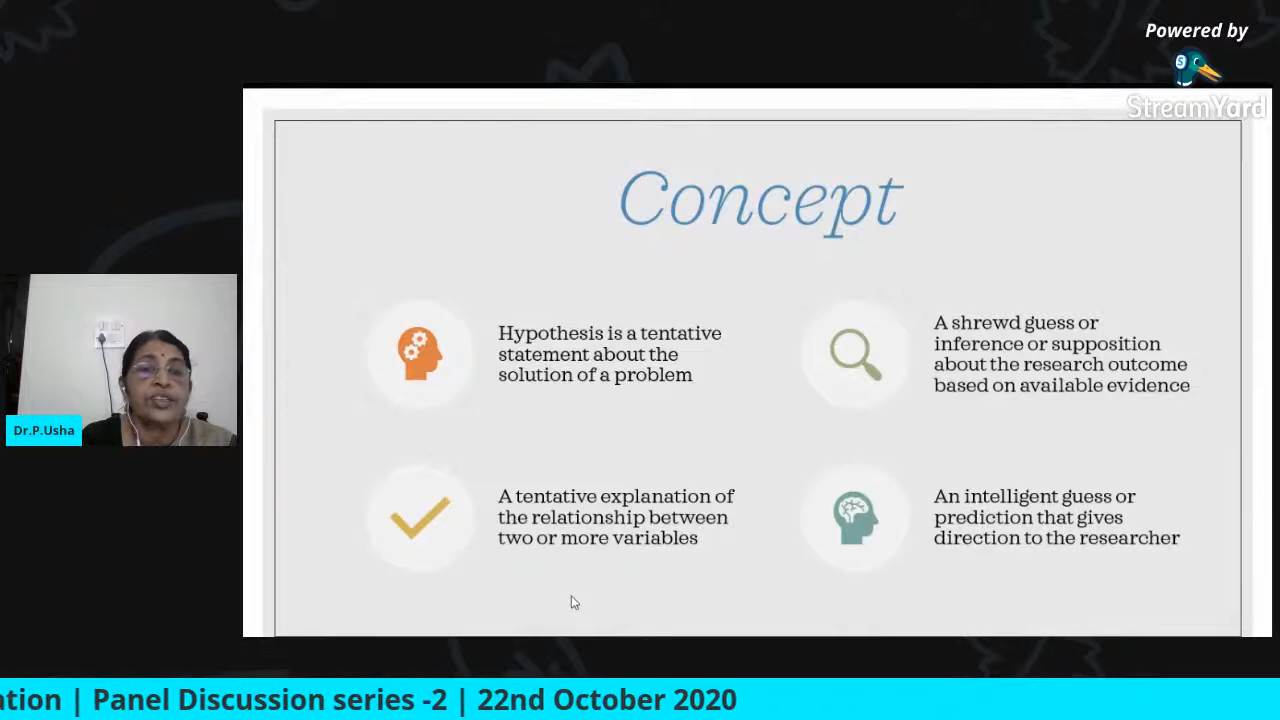 Powered by
StreamYard
Concept
Hypothesis is a tentative
statement about the
solution of a problem
A shrewd guess or
inference or supposition
about the research outcome
based on available evidence
A tentative explanation of
the relationship between
two or more variables
An intelligent guess or
prediction that gives
direction to the researcher
Dr.P.Usha
ation | Panel Discussion series -2 | 22nd October 2020